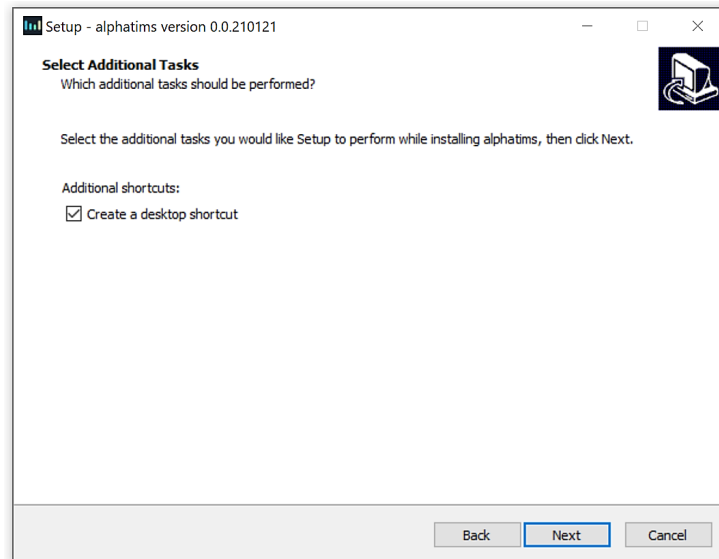 Setup - alphatims version 0.0.210121
Select Additional Tasks
Which additional tasks should be performed?
Select the additional tasks you would like Setup to perform while installing alphatims, then click Next.
Additional shortcuts:
Create a desktop shortcut
Back
Next
Cancel